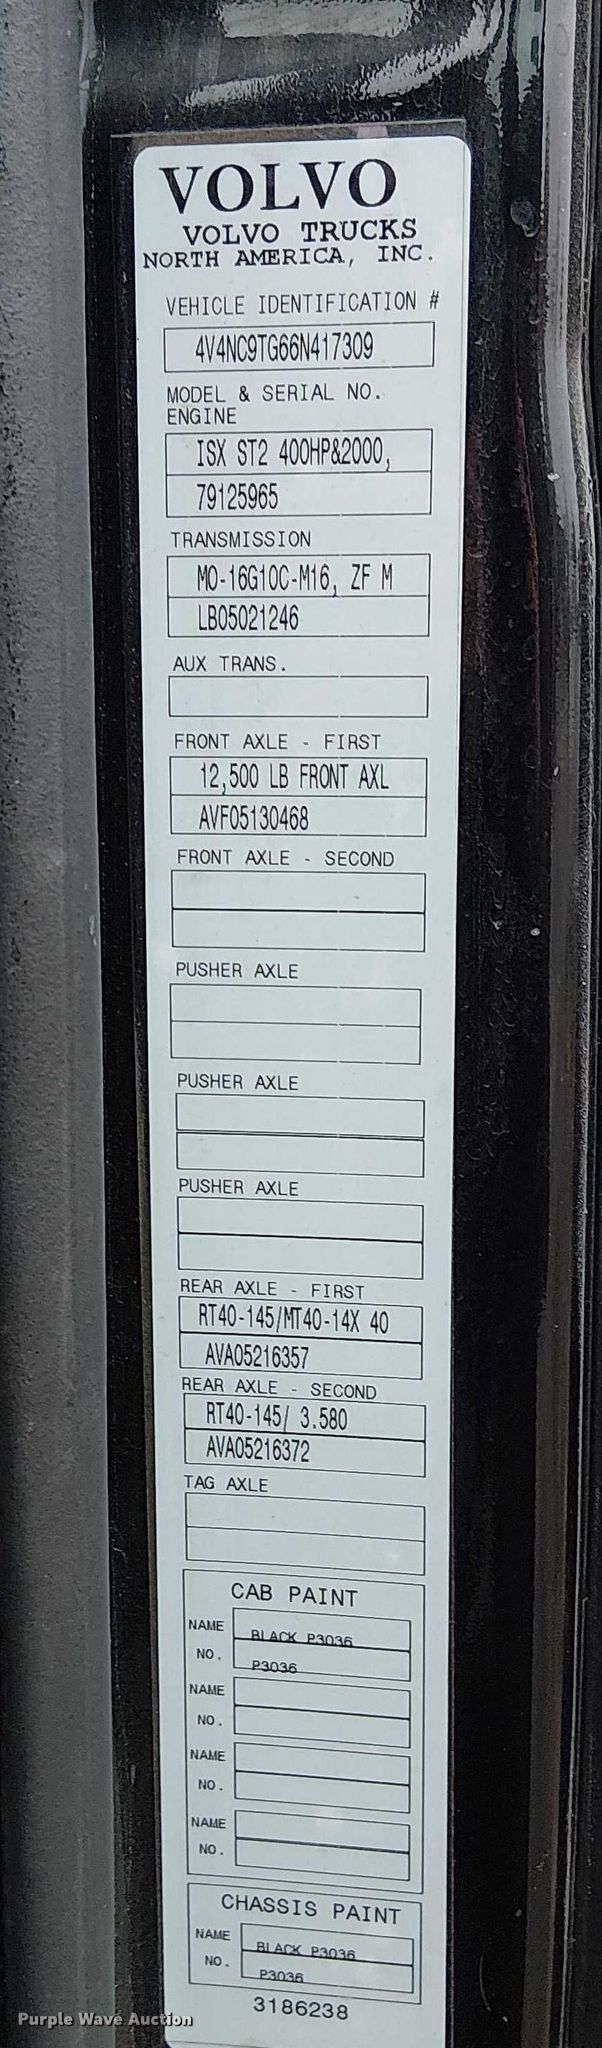 VOLVO
VOLVO TRUCKS
NORTH AMERICA, INC.
VEHICLE IDENTIFICATION #
4V4NC9TG66N417309
MODEL & SERIAL NO.
ENGINE
ISX ST2 400HP&2000,
79125965
TRANSMISSION
MO-16G10C-M16, ZF M
LB05021246
AUX TRANS.
FRONT AXLE - FIRST
12,500 LB FRONT AXL
AVF05130468
FRONT AXLE - SECOND
PUSHER AXLE
PUSHER AXLE
PUSHER AXLE
REAR AXLE - FIRST
RT40-145/MT40-14X 40
AVA05216357
REAR AXLE - SECOND
RT40-145/ 3.580
AVA05216372
TAG AXLE
CAB PAINT
NAME BLACK P3036
NO. P3036
NAME
NO.
NAME
NO.
NAME
NO.
CHASSIS PAINT
NAME BLACK P3036
NO. P3036
3186238
Purple Wave Auction